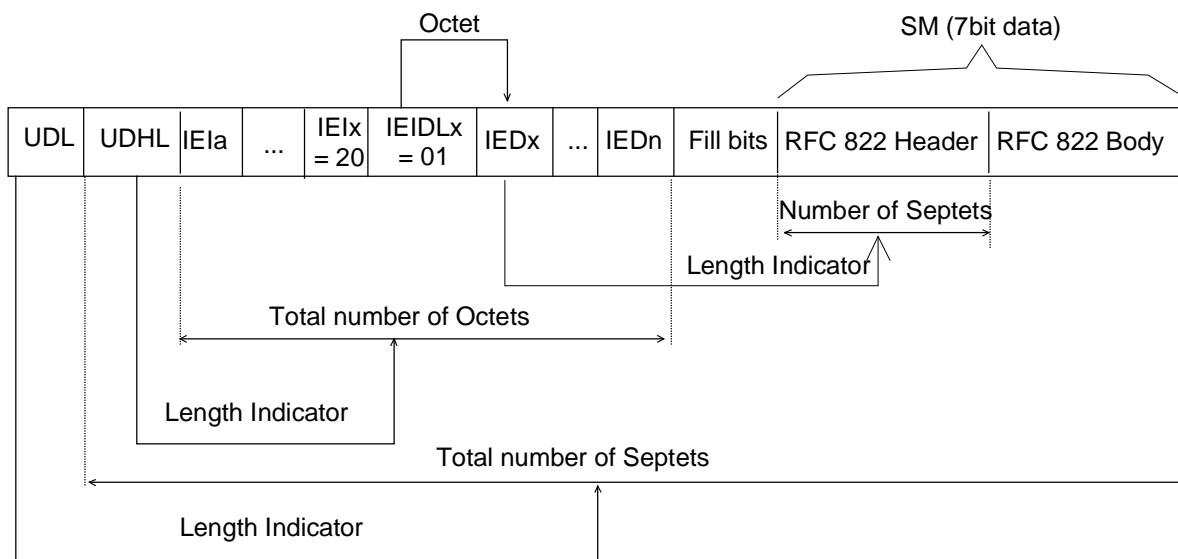 Octet
SM (7bit data)
UDL UDHL IEIa ... IEIx = 20 IEIDLx = 01 IEDx ... IEDn Fill bits RFC 822 Header RFC 822 Body
Number of Septets
Length Indicator
Total number of Octets
Length Indicator
Total number of Septets
Length Indicator